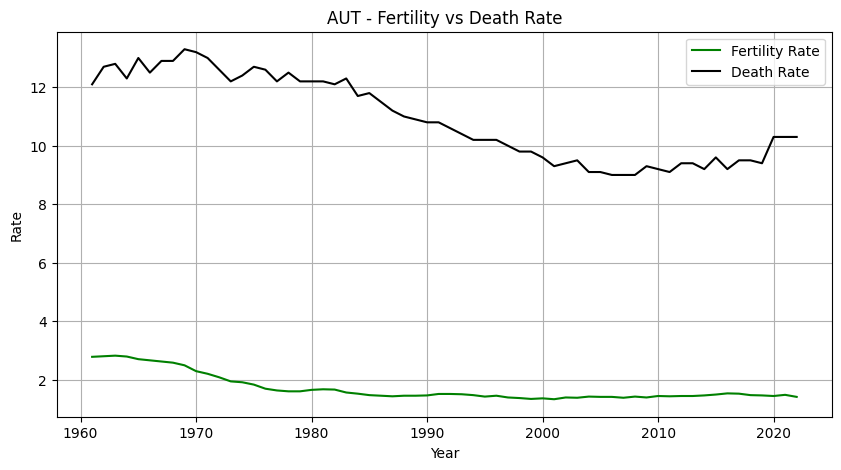 AUT - Fertility vs Death Rate
Fertility Rate
Death Rate
12
10
8
6
4
2
Rate
1960 1970 1980 1990 2000 2010 2020
Year